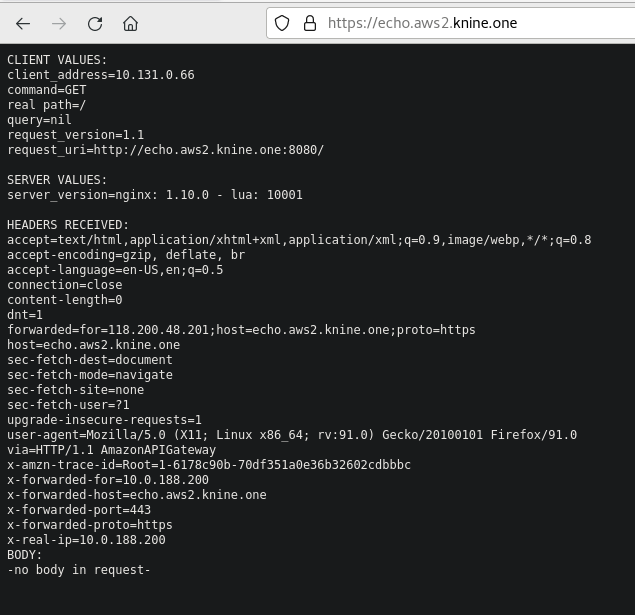 https://echo.aws2.knine.one
CLIENT VALUES:
client_address=10.131.0.66
command=GET
real path=/
query=nil
request_version=1.1
request_uri=http://echo.aws2.knine.one:8080/
SERVER VALUES:
server_version=nginx: 1.10.0 - lua: 10001
HEADERS RECEIVED:
accept=text/html,application/xhtml+xml,application/xml;q=0.9,image/webp,*/*;q=0.8
accept-encoding=gzip, deflate, br
accept-language=en-US,en;q=0.5
connection=close
content-length=0
dnt=1
forwarded=for=118.200.48.201;host=echo.aws2.knine.one;proto=https
host=echo.aws2.knine.one
sec-fetch-dest=document
sec-fetch-mode=navigate
sec-fetch-site=none
sec-fetch-user=?1
upgrade-insecure-requests=1
user-agent=Mozilla/5.0 (X11; Linux x86_64; rv:91.0) Gecko/20100101 Firefox/91.0
via=HTTP/1.1 AmazonAPIGateway
x-amzn-trace-id=Root=1-6178c90b-70df351a0e36b32602cdbbbc
x-forwarded-for=10.0.188.200
x-forwarded-host=echo.aws2.knine.one
x-forwarded-port=443
x-forwarded-proto=https
x-real-ip=10.0.188.200
BODY:
-no body in request-